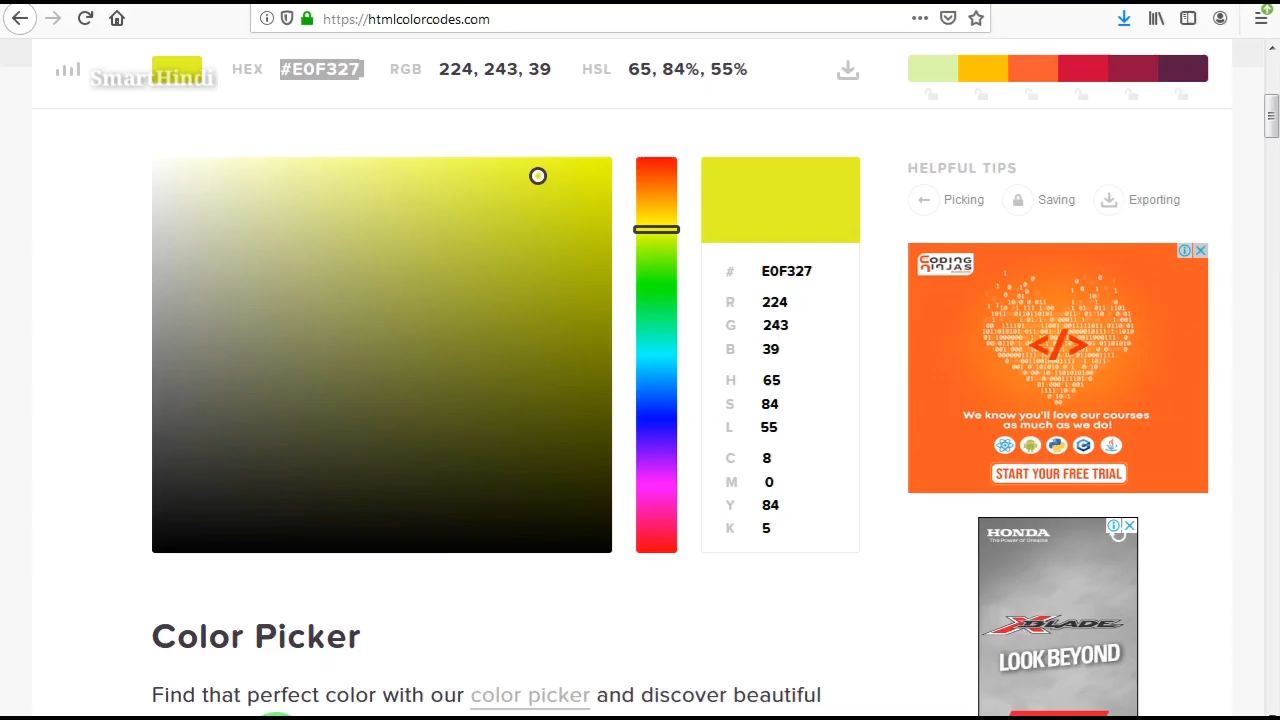 https://htmlcolorcodes.com
SmartHindi
HEX #E0F327 RGB 224, 243, 39 HSL 65, 84%, 55%
HELPFUL TIPS
Picking Saving Exporting
# E0F327
R 224
G 243
B 39
H 65
S 84
L 55
C 8
M 0
Y 84
K 5
CODING NINJAS
</>
We know you'll love our courses
as much as we do!
START YOUR FREE TRIAL
HONDA
The Power of Dreams
XBLADE
LOOK BEYOND
Color Picker
Find that perfect color with our color picker and discover beautiful